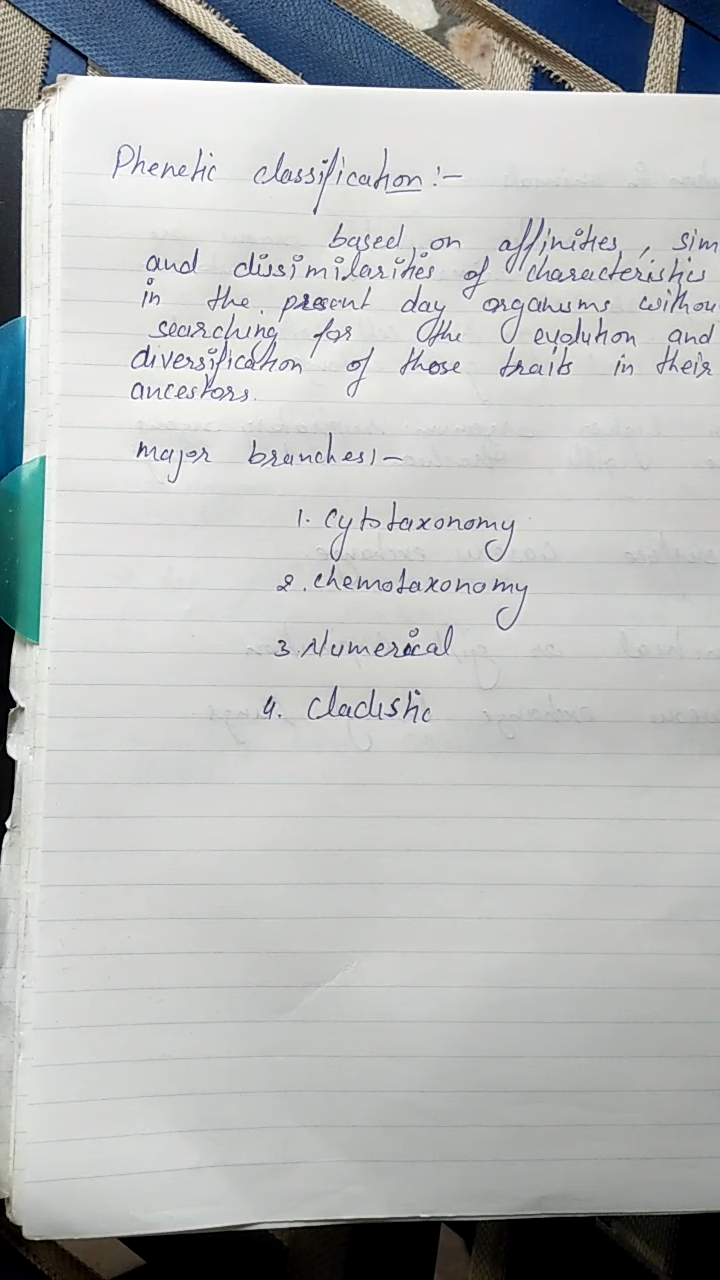 Phenetic classification :-
based on affinities, sim
and dissimilarities of characteristics
in the present day organisms withou
searching for the evolution and
diversification of those traits in their
ancestors.
major branches :-
1. Cytotaxonomy
2. chemotaxonomy
3. Numerical
4. Cladistic